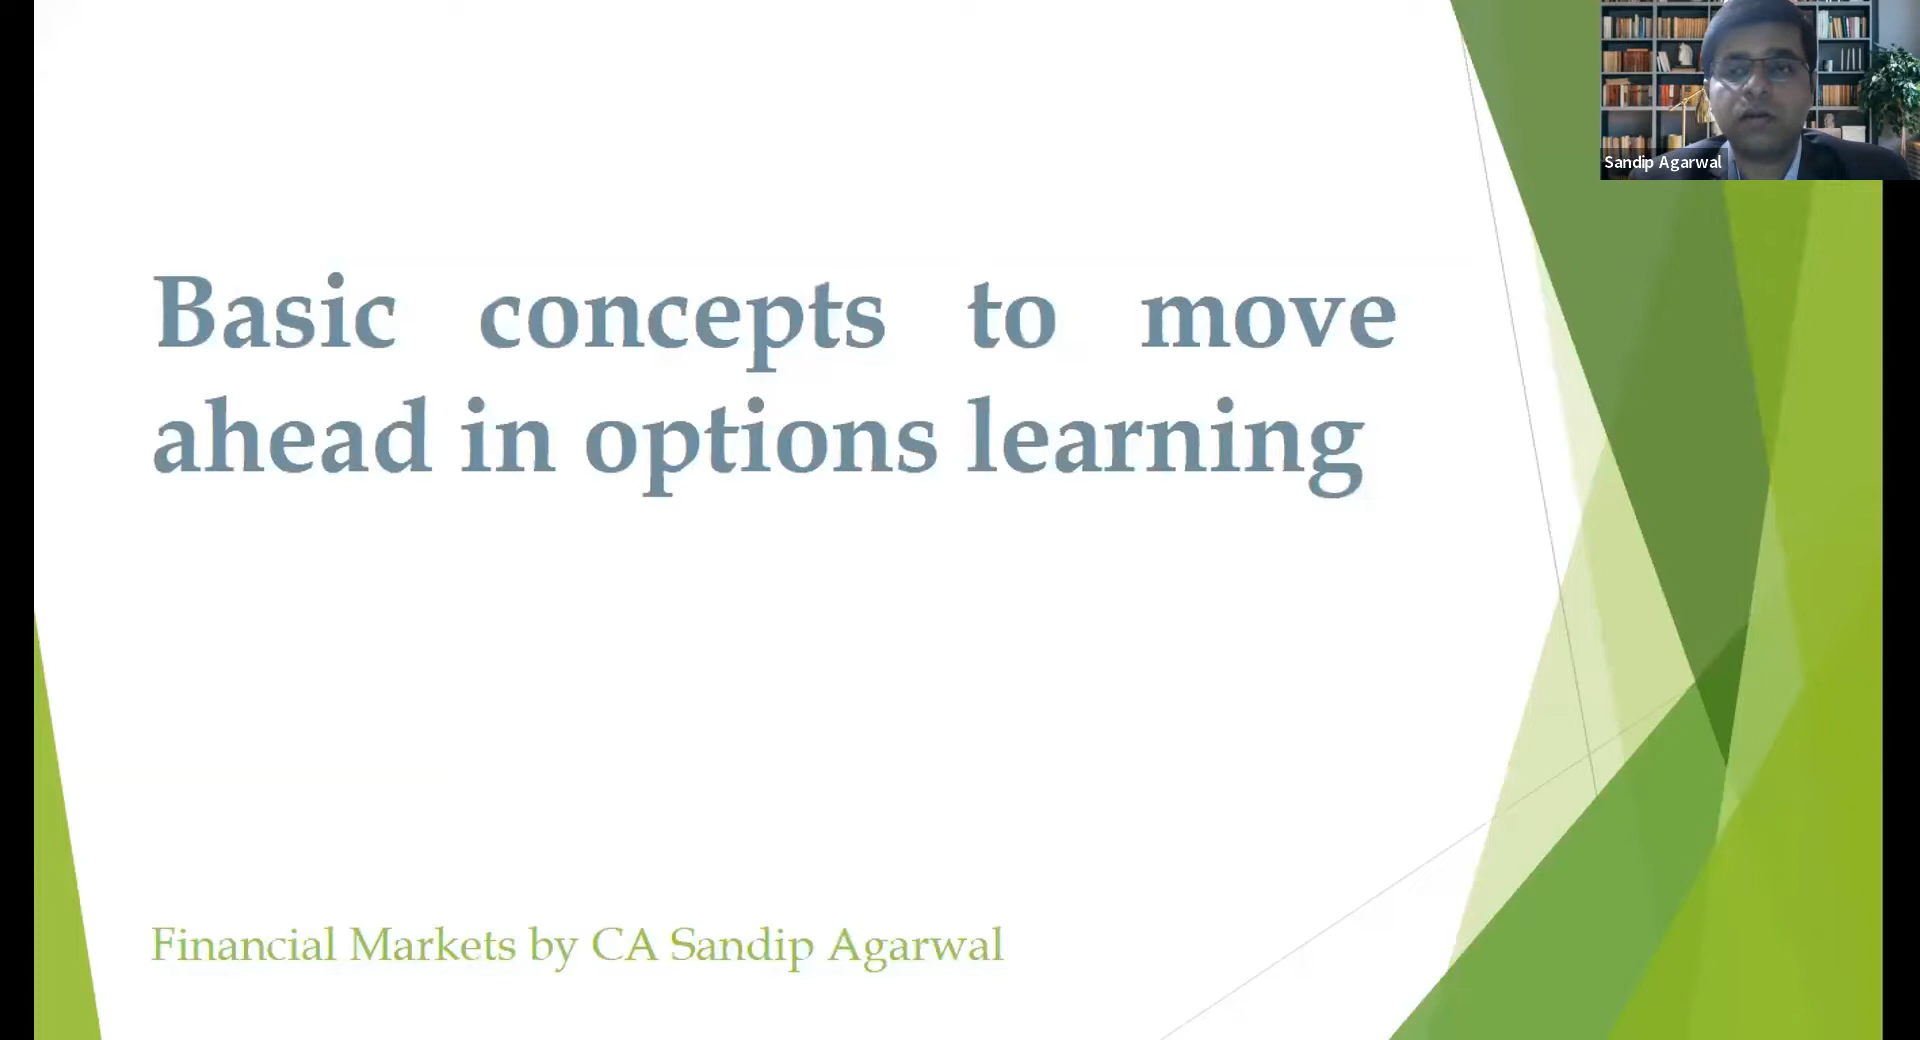 Sandip Agarwal
Basic concepts to move
ahead in options learning
Financial Markets by CA Sandip Agarwal